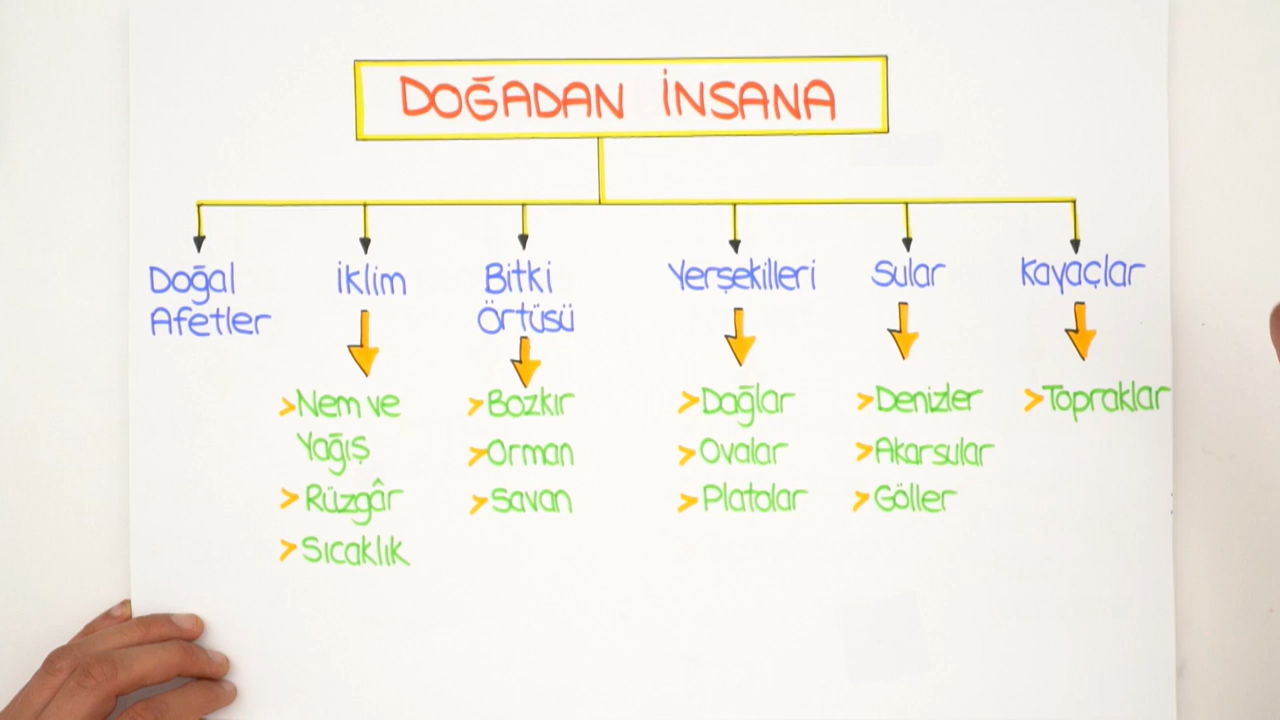 DOĞADAN İNSANA
Doğal
Afetler
İklim
>Nem ve
Yağış
>Rüzgâr
>Sıcaklık
Bitki
Örtüsü
>Bozkır
>Orman
>Savan
Yerşekilleri
>Dağlar
>Ovalar
>Platolar
Sular
>Denizler
>Akarsular
>Göller
Kayaçlar
>Topraklar